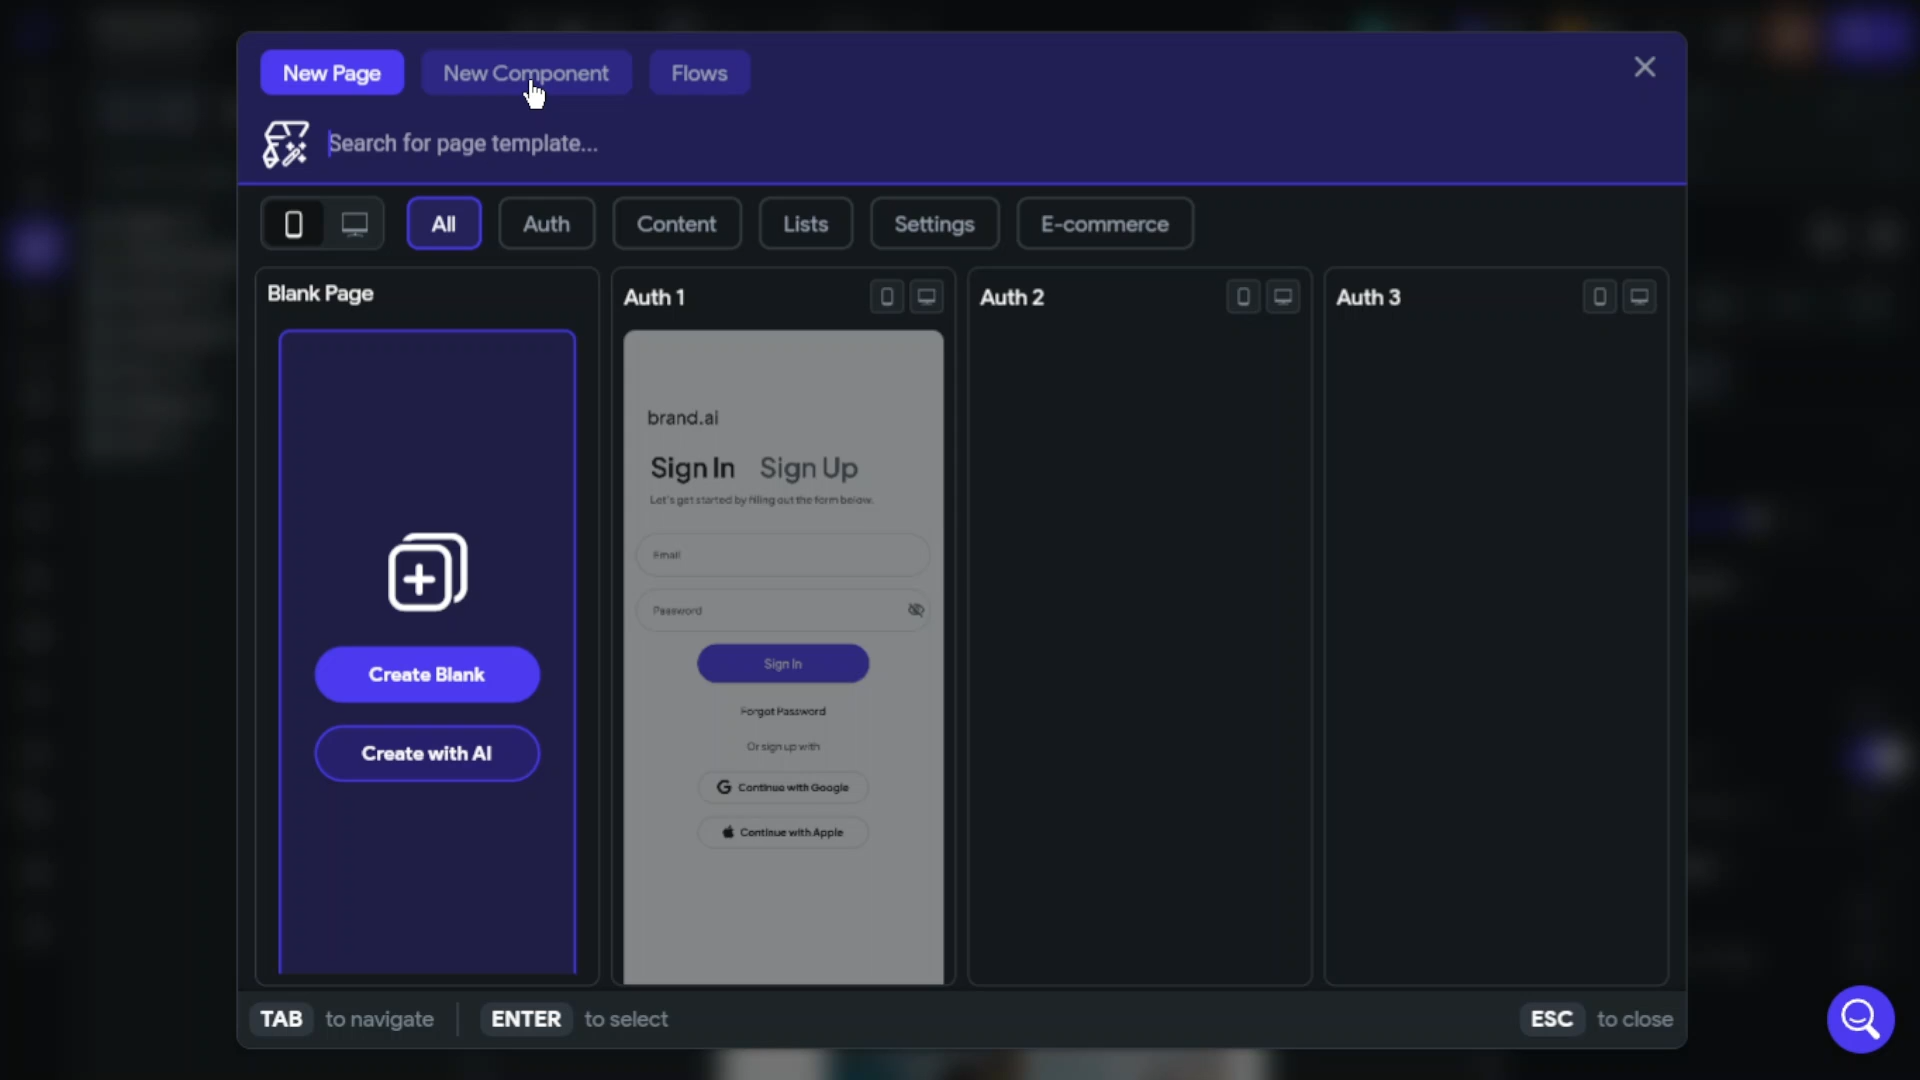 New Page New Component Flows
Search for page template...
All Auth Content Lists Settings E-commerce
Blank Page Auth 1 Auth 2 Auth 3
brand.ai
Sign In Sign Up
Let's get started by filling out the form below.
Email
Password
Sign In
Forgot Password
Or sign up with
Continue with Google
Continue with Apple
Create Blank
Create with AI
TAB to navigate ENTER to select ESC to close